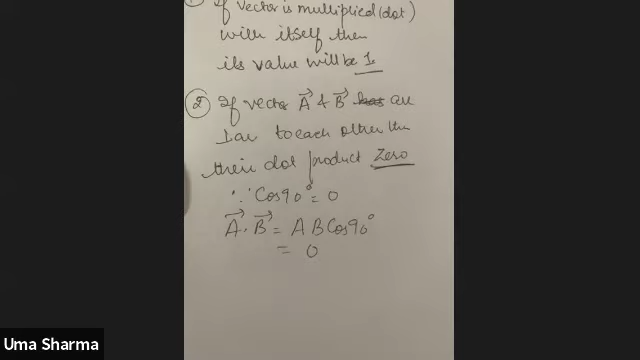 If vector is multiplied (dot)
with itself then
its value will be 1
② If vector A→ & B→ are
⊥ar to each other then
their dot product Zero
∵ Cos90° = 0
A→ . B→ = A B Cos90°
= 0
Uma Sharma